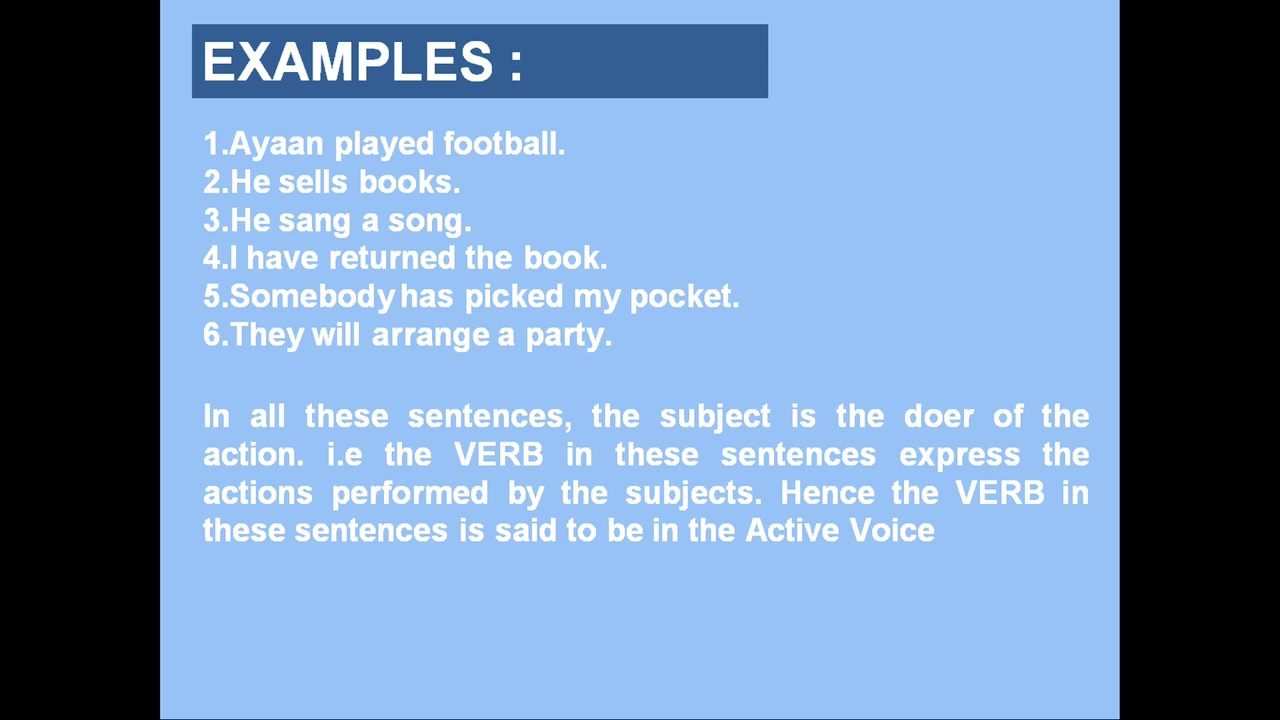 EXAMPLES :
1.Ayaan played football.
2.He sells books.
3.He sang a song.
4.I have returned the book.
5.Somebody has picked my pocket.
6.They will arrange a party.
In all these sentences, the subject is the doer of the
action. i.e the VERB in these sentences express the
actions performed by the subjects. Hence the VERB in
these sentences is said to be in the Active Voice